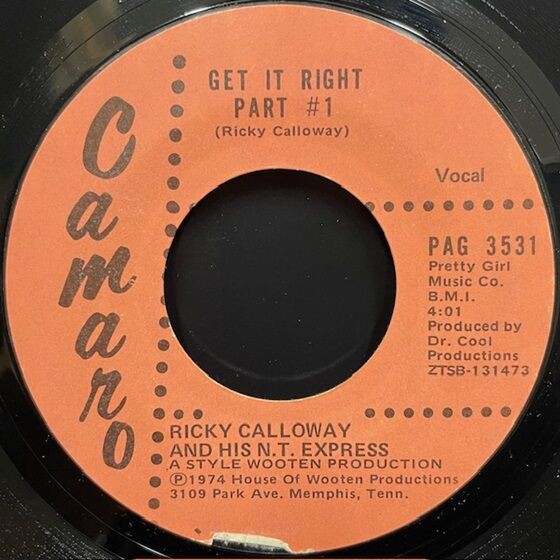 Camaro
GET IT RIGHT
PART #1
(Ricky Calloway)
Vocal
PAG 3531
Pretty Girl
Music Co.
B.M.I.
4:01
Produced by
Dr. Cool
Productions
ZTSB-131473
RICKY CALLOWAY
AND HIS N.T. EXPRESS
A STYLE WOOTEN PRODUCTION
Ⓟ1974 House Of Wooten Productions
3109 Park Ave. Memphis, Tenn.